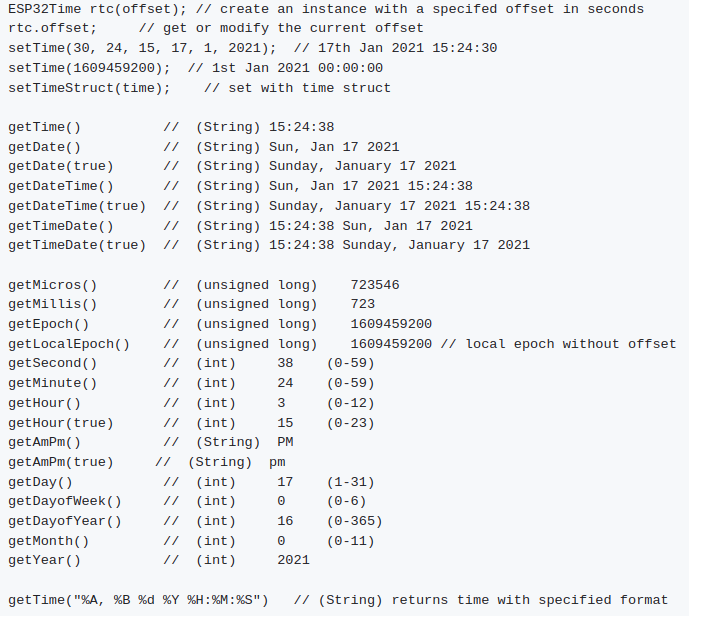 ESP32Time rtc(offset); // create an instance with a specifed offset in seconds
rtc.offset;     // get or modify the current offset
setTime(30, 24, 15, 17, 1, 2021);  // 17th Jan 2021 15:24:30
setTime(1609459200);  // 1st Jan 2021 00:00:00
setTimeStruct(time);    // set with time struct

getTime()          //  (String) 15:24:38
getDate()          //  (String) Sun, Jan 17 2021
getDate(true)      //  (String) Sunday, January 17 2021
getDateTime()      //  (String) Sun, Jan 17 2021 15:24:38
getDateTime(true)  //  (String) Sunday, January 17 2021 15:24:38
getTimeDate()      //  (String) 15:24:38 Sun, Jan 17 2021
getTimeDate(true)  //  (String) 15:24:38 Sunday, January 17 2021

getMicros()        //  (unsigned long)    723546
getMillis()        //  (unsigned long)    723
getEpoch()         //  (unsigned long)    1609459200
getLocalEpoch()    //  (unsigned long)    1609459200 // local epoch without offset
getSecond()        //  (int)     38    (0-59)
getMinute()        //  (int)     24    (0-59)
getHour()          //  (int)     3     (0-12)
getHour(true)      //  (int)     15    (0-23)
getAmPm()          //  (String)  PM
getAmPm(true)     //  (String)  pm
getDay()           //  (int)     17    (1-31)
getDayofWeek()     //  (int)     0     (0-6)
getDayofYear()     //  (int)     16    (0-365)
getMonth()         //  (int)     0     (0-11)
getYear()          //  (int)     2021

getTime("%A, %B %d %Y %H:%M:%S")   // (String) returns time with specified format